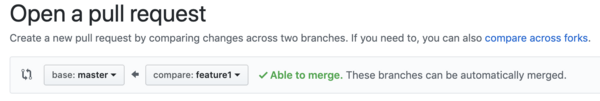 Open a pull request
Create a new pull request by comparing changes across two branches. If you need to, you can also compare across forks.
base: master compare: feature1 Able to merge. These branches can be automatically merged.